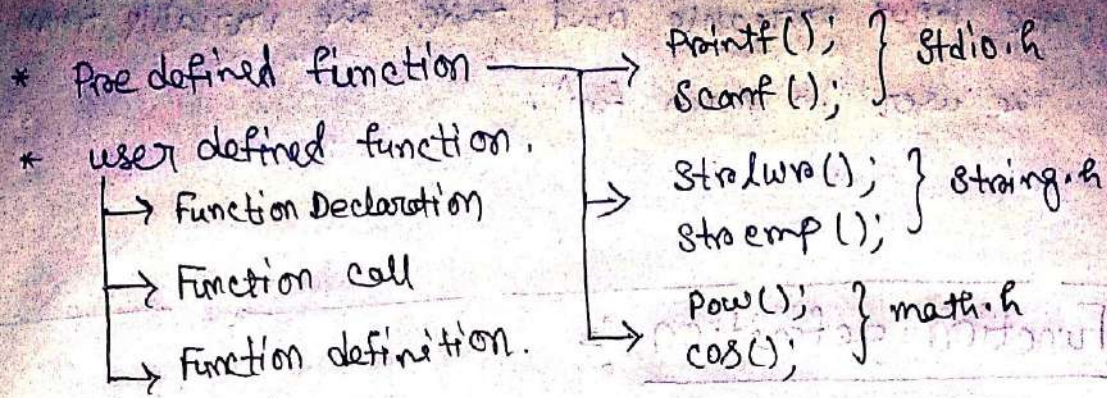 * Pre defined function → Printf(); } Stdio.h
Scanf();
* user defined function.
→ Function Declaration
→ Function call
→ Function definition.
→ Strlwr(); } String.h
Strcmp();
→ Pow(); } math.h
cos();